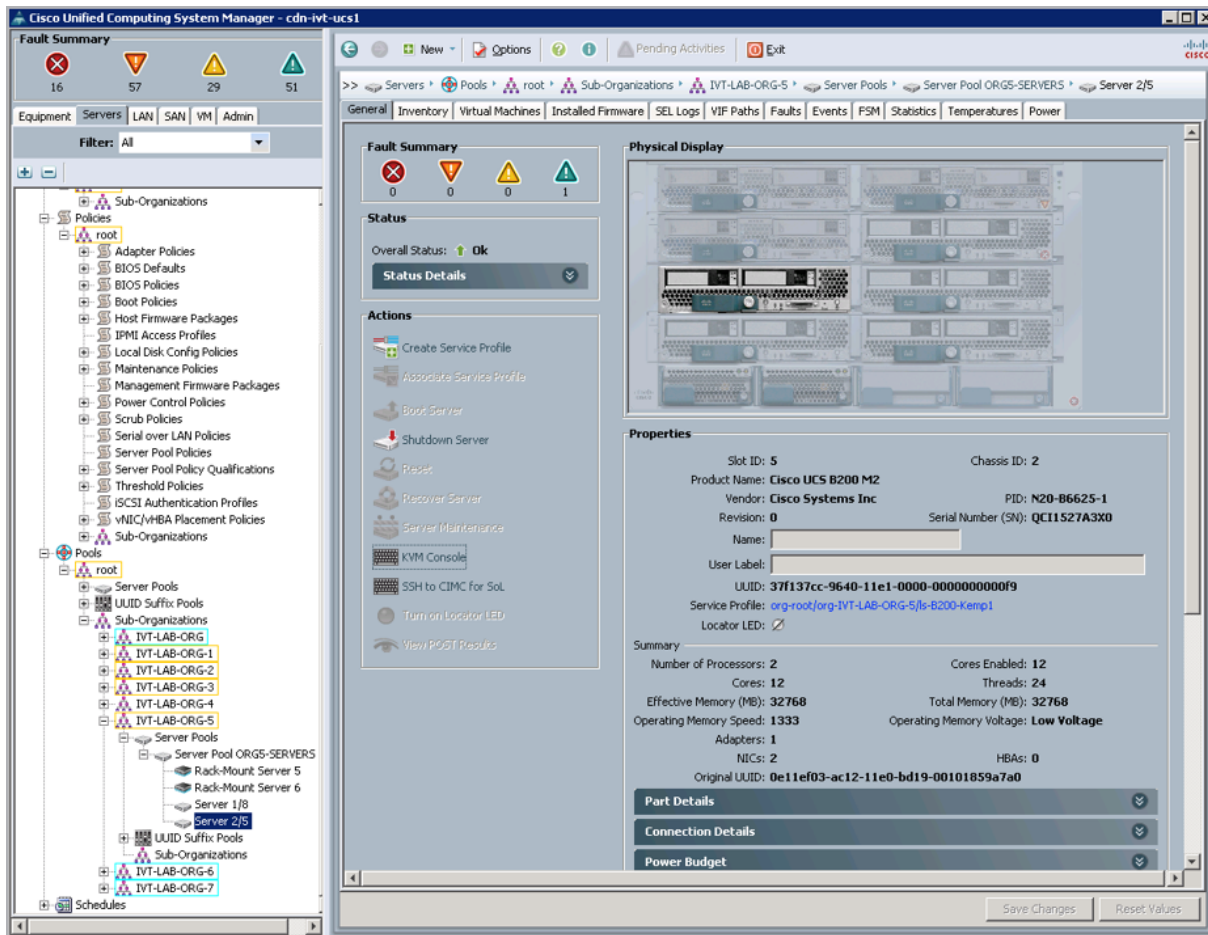 Cisco Unified Computing System Manager - cdn-ivt-ucs1
Fault Summary
16 57 29 51
Equipment Servers LAN SAN VM Admin
Filter: All
Sub-Organizations
Policies
root
Adapter Policies
BIOS Defaults
BIOS Policies
Boot Policies
Host Firmware Packages
IPMI Access Profiles
Local Disk Config Policies
Maintenance Policies
Management Firmware Packages
Power Control Policies
Scrub Policies
Serial over LAN Policies
Server Pool Policies
Server Pool Policy Qualifications
Threshold Policies
iSCSI Authentication Profiles
vNIC/vHBA Placement Policies
Sub-Organizations
Pools
root
Server Pools
UUID Suffix Pools
Sub-Organizations
IVT-LAB-ORG
IVT-LAB-ORG-1
IVT-LAB-ORG-2
IVT-LAB-ORG-3
IVT-LAB-ORG-4
IVT-LAB-ORG-5
Server Pools
Server Pool ORG5-SERVERS
Rack-Mount Server 5
Rack-Mount Server 6
Server 1/8
Server 2/5
UUID Suffix Pools
Sub-Organizations
IVT-LAB-ORG-6
IVT-LAB-ORG-7
Schedules
New Options Pending Activities Exit
CISCO
>> Servers Pools root Sub-Organizations IVT-LAB-ORG-5 Server Pools Server Pool ORG5-SERVERS Server 2/5
General Inventory Virtual Machines Installed Firmware SEL Logs VIF Paths Faults Events FSM Statistics Temperatures Power
Fault Summary
0 0 0 1
Status
Overall Status: Ok
Status Details
Actions
Create Service Profile
Associate Service Profile
Boot Server
Shutdown Server
Reset
Recover Server
Server Maintenance
KVM Console
SSH to CIMC for SoL
Turn on Locator LED
View POST Results
Physical Display
Properties
Slot ID: 5 Chassis ID: 2
Product Name: Cisco UCS B200 M2
Vendor: Cisco Systems Inc PID: N20-B6625-1
Revision: 0 Serial Number (SN): QCI1527A3X0
Name:
User Label:
UUID: 37f137cc-9640-11e1-0000-0000000000f9
Service Profile: org-root/org-IVT-LAB-ORG-5/ls-B200-Kemp1
Locator LED:
Summary
Number of Processors: 2 Cores Enabled: 12
Cores: 12 Threads: 24
Effective Memory (MB): 32768 Total Memory (MB): 32768
Operating Memory Speed: 1333 Operating Memory Voltage: Low Voltage
Adapters: 1
NICs: 2 HBAs: 0
Original UUID: 0e11ef03-ac12-11e0-bd19-00101859a7a0
Part Details
Connection Details
Power Budget
Save Changes Reset Values